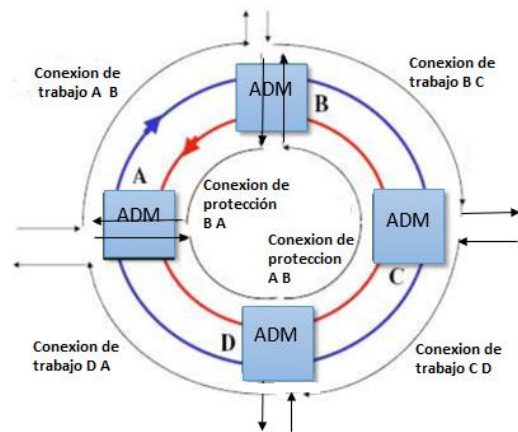 Conexion de
trabajo A B
Conexion de
trabajo B C
ADM
B
A
ADM
Conexion de
protección
B A
Conexion de
proteccion
A B
ADM
C
D
ADM
Conexion de
trabajo D A
Conexion de
trabajo C D